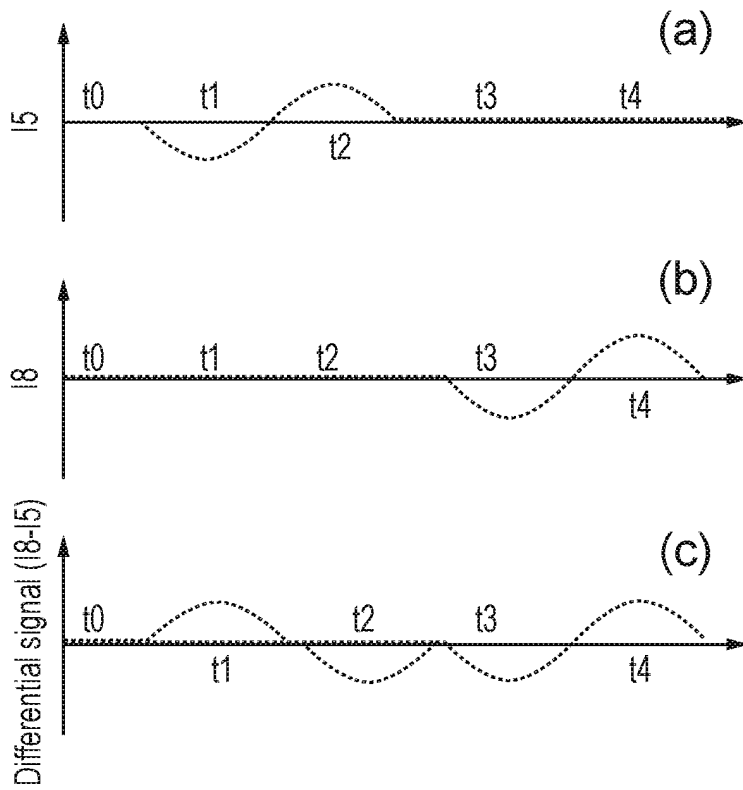 (a)
I5
t0
t1
t2
t3
t4
(b)
I8
t0
t1
t2
t3
t4
(c)
Differential signal (I8-I5)
t0
t1
t2
t3
t4